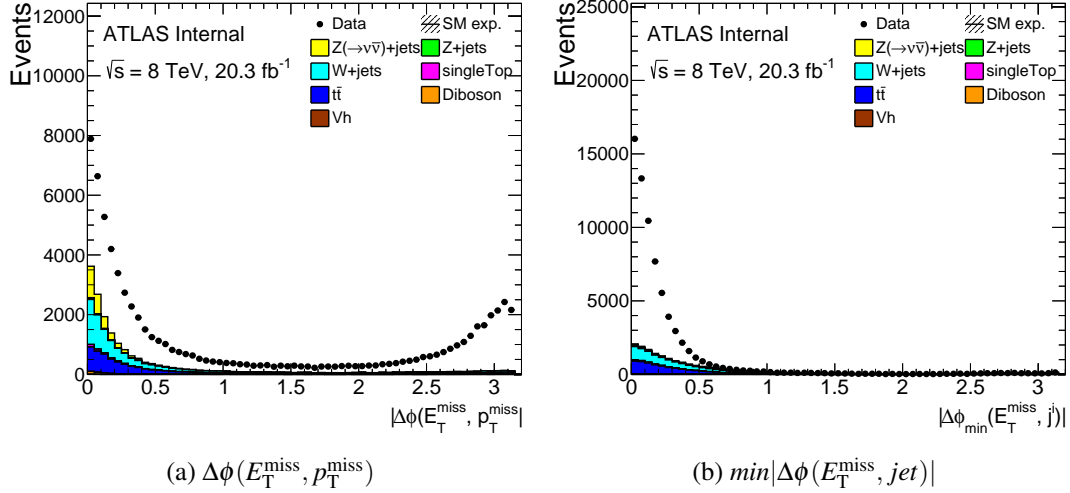 Events
12000
10000
8000
6000
4000
2000
0
ATLAS Internal
√s = 8 TeV, 20.3 fb⁻¹
Data
Z(→νν̄)+jets
W+jets
tt̄
Vh
SM exp.
Z+jets
singleTop
Diboson
0 0.5 1 1.5 2 2.5 3
|Δϕ(E_T^miss, p_T^miss)|
(a) Δϕ(E_T^miss, p_T^miss)
Events
25000
20000
15000
10000
5000
0
ATLAS Internal
√s = 8 TeV, 20.3 fb⁻¹
Data
Z(→νν̄)+jets
W+jets
tt̄
Vh
SM exp.
Z+jets
singleTop
Diboson
0 0.5 1 1.5 2 2.5 3
|Δϕ_min(E_T^miss, j^i)|
(b) min|Δϕ(E_T^miss, jet)|